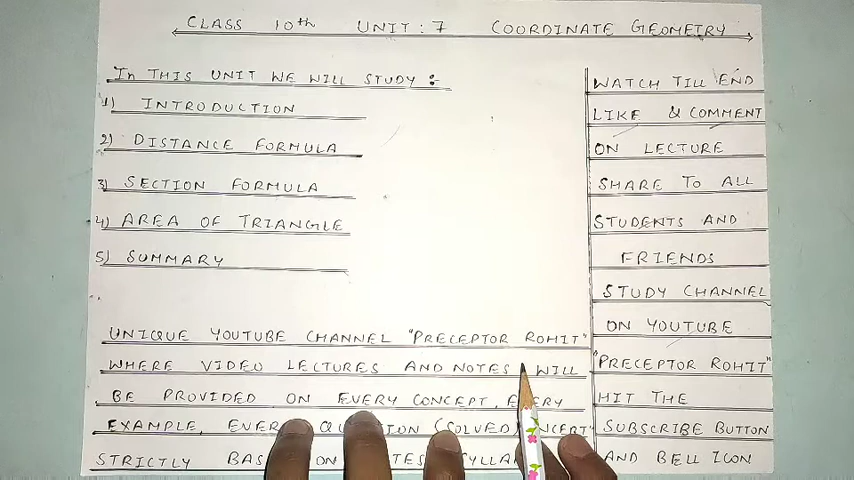 CLASS 10th UNIT : 7 COORDINATE GEOMETRY
In THIS UNIT WE WILL STUDY :-
1) INTRODUCTION
2) DISTANCE FORMULA
3) SECTION FORMULA
4) AREA OF TRIANGLE
5) SUMMARY
UNIQUE YOUTUBE CHANNEL "PRECEPTOR ROHIT"
WHERE VIDEO LECTURES AND NOTES WILL
BE PROVIDED ON EVERY CONCEPT, EVERY
EXAMPLE, (SOLVED)
STRICTLY ON
WATCH TILL END
LIKE & COMMENT
ON LECTURE
SHARE TO ALL
STUDENTS AND
FRIENDS
STUDY CHANNEL
ON YOUTUBE
"PRECEPTOR ROHIT"
HIT THE
SUBSCRIBE BUTTON
AND BELL ICON